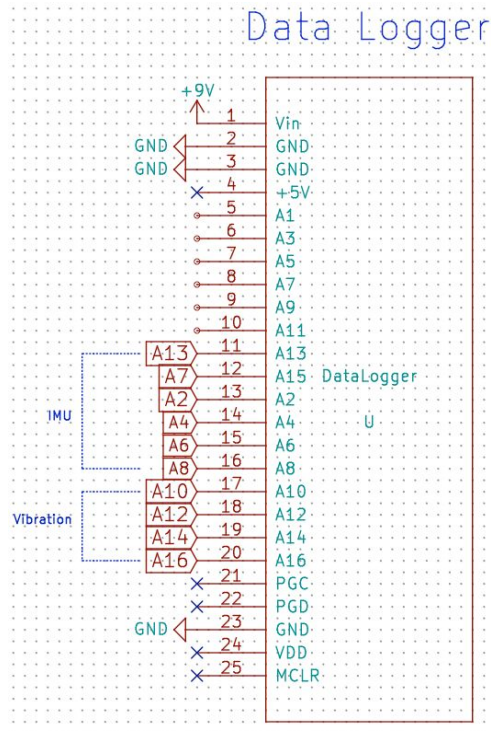 Data Logger
+9V
1 Vin
GND 2 GND
GND 3 GND
4 +5V
5 A1
6 A3
7 A5
8 A7
9 A9
10 A11
A13 11 A13
A7 12 A15 DataLogger
A2 13 A2
IMU A4 14 A4 U
A6 15 A6
A8 16 A8
A10 17 A10
Vibration A12 18 A12
A14 19 A14
A16 20 A16
21 PGC
22 PGD
GND 23 GND
24 VDD
25 MCLR